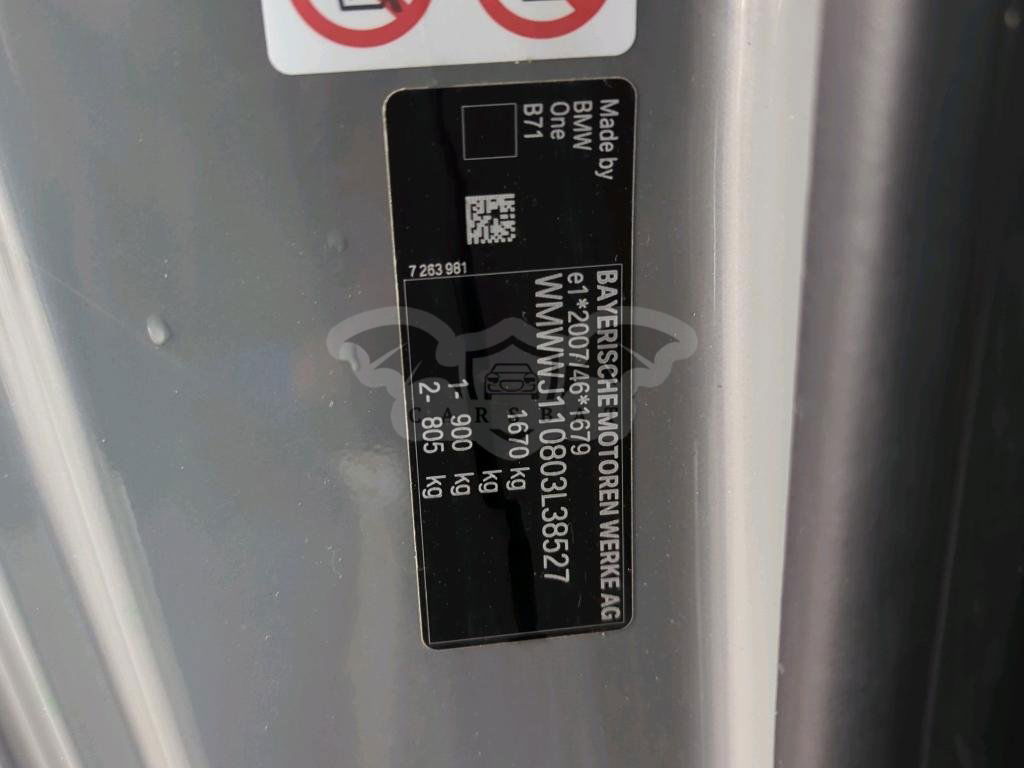 Made by
BMW
One
B71
BAYERISCHE MOTOREN WERKE AG
e1*2007/46*1679
WMWWJ110803L38527
1670 kg
kg
1- 900 kg
2- 805 kg
7 263 981